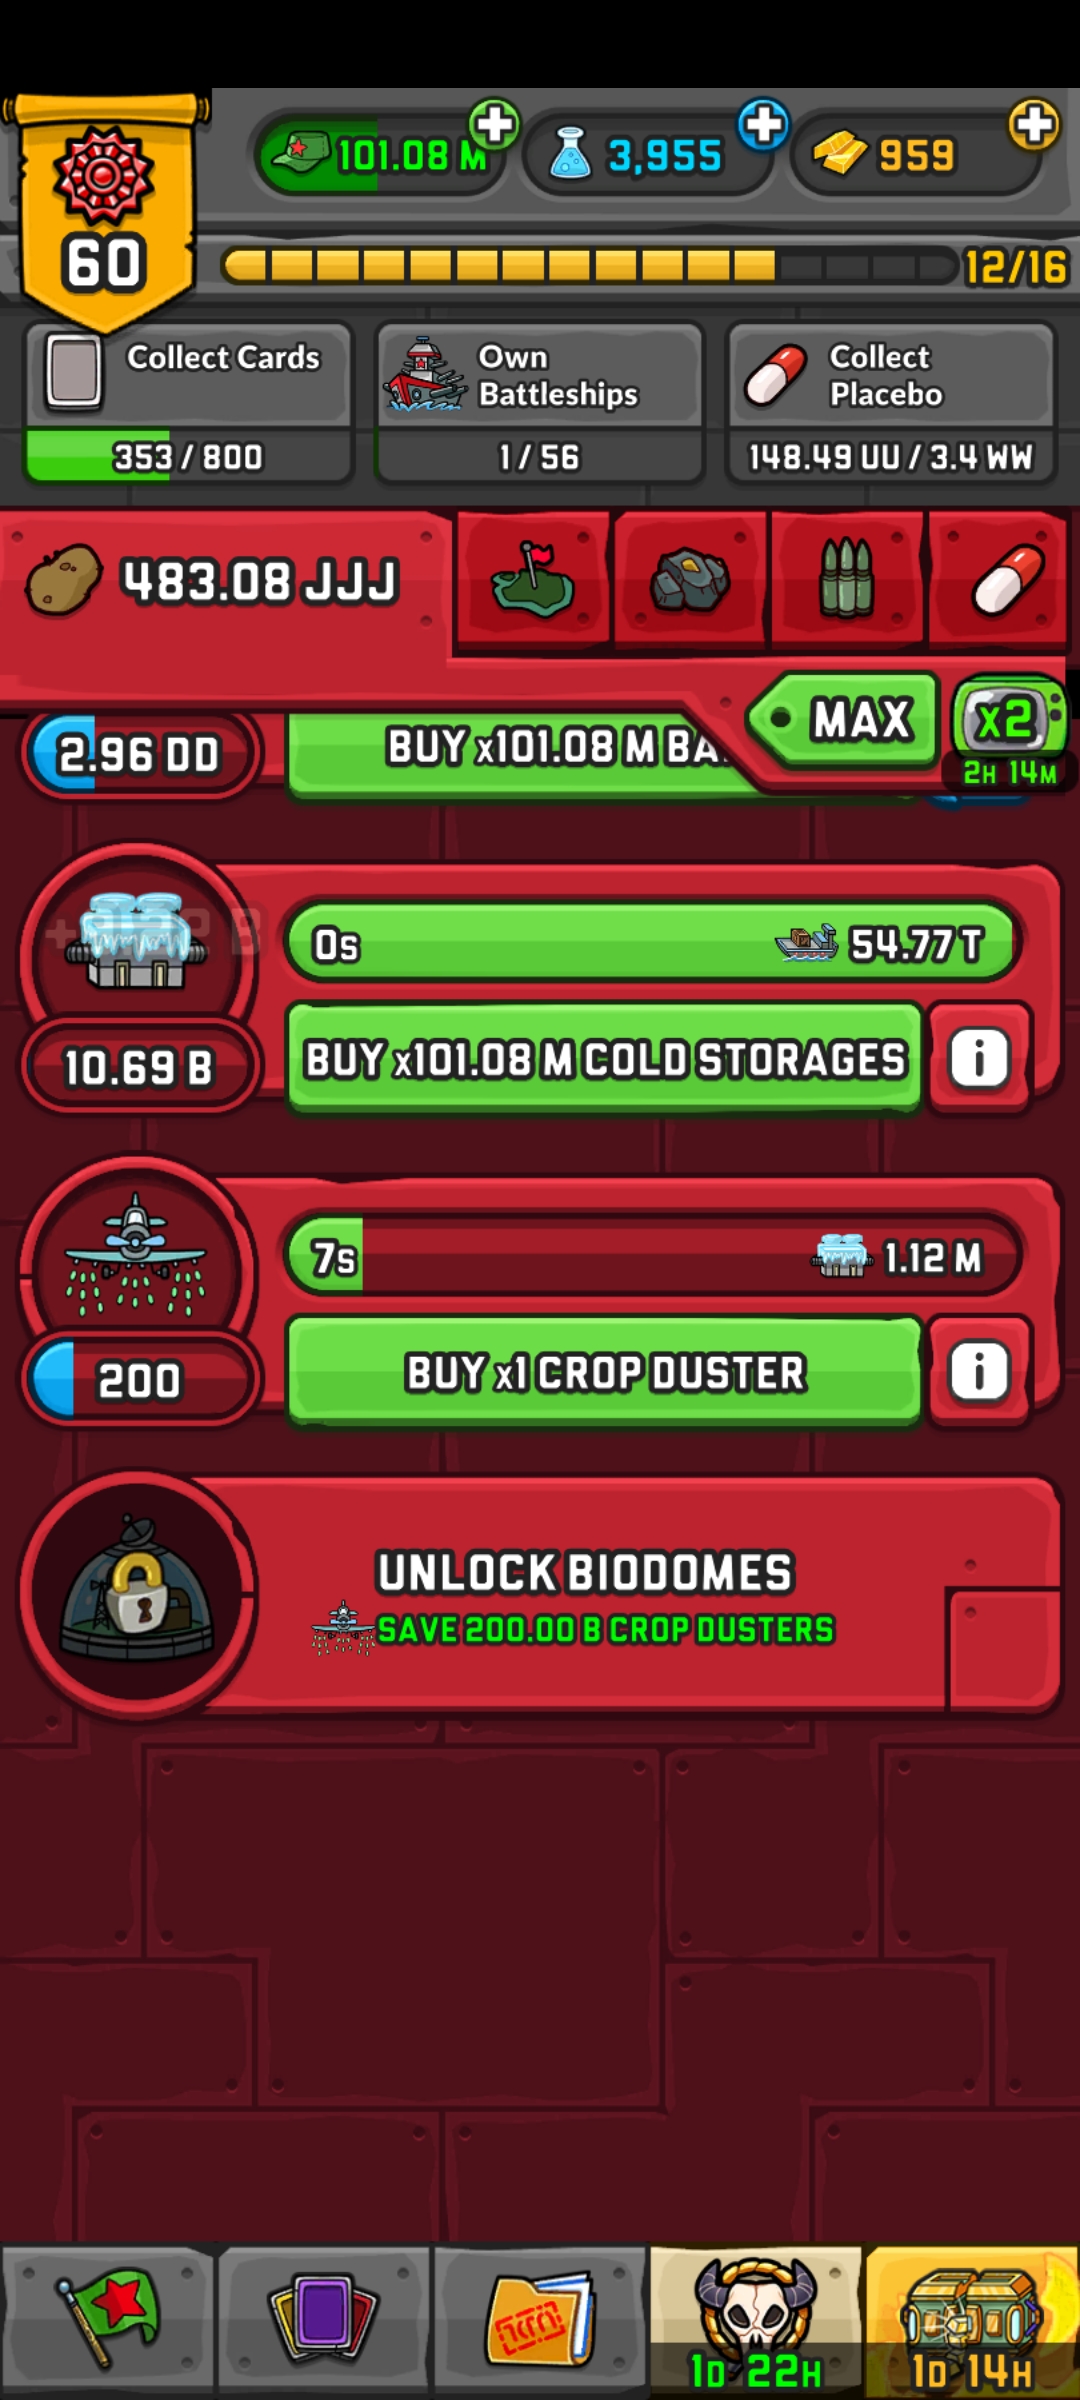 60
101.08 M
3,955
959
12/16
Collect Cards
353 / 800
Own
Battleships
1 / 56
Collect
Placebo
148.49 UU / 3.4 WW
483.08 JJJ
MAX
x2
2H 14M
2.96 DD
BUY x101.08 M BA
0s
54.77 T
10.69 B
BUY x101.08 M COLD STORAGES
i
7s
1.12 M
200
BUY x1 CROP DUSTER
i
UNLOCK BIODOMES
SAVE 200.00 B CROP DUSTERS
1D 22H
1D 14H